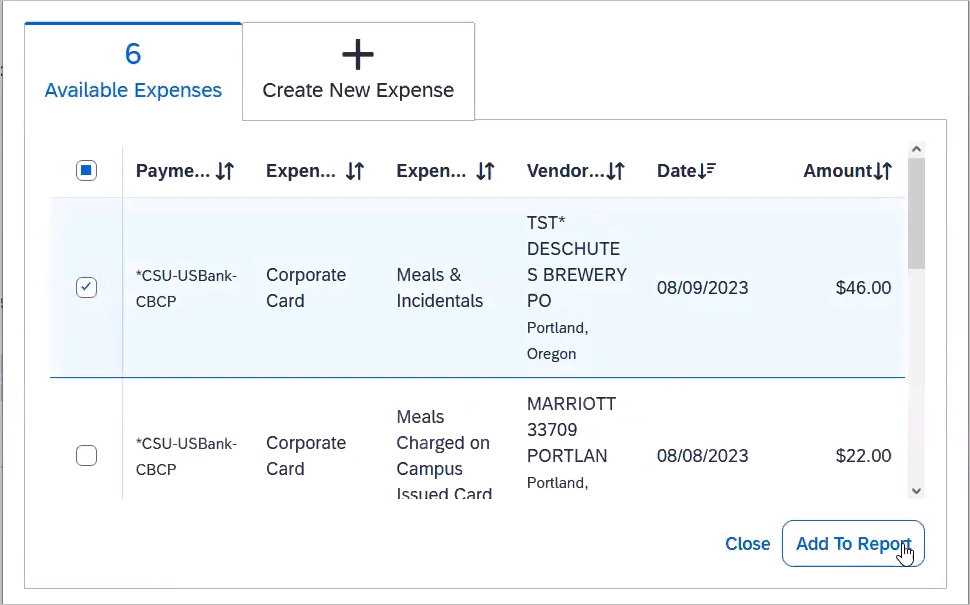 6
Available Expenses
Create New Expense
Payme... Expen... Expen... Vendor... Date Amount
TST*
DESCHUTE
S BREWERY
PO
Portland,
Oregon
*CSU-USBank-
CBCP
Corporate
Card
Meals &
Incidentals
08/09/2023
$46.00
MARRIOTT
33709
PORTLAN
Portland,
*CSU-USBank-
CBCP
Corporate
Card
Meals
Charged on
Campus
Issued Card
08/08/2023
$22.00
Close
Add To Report